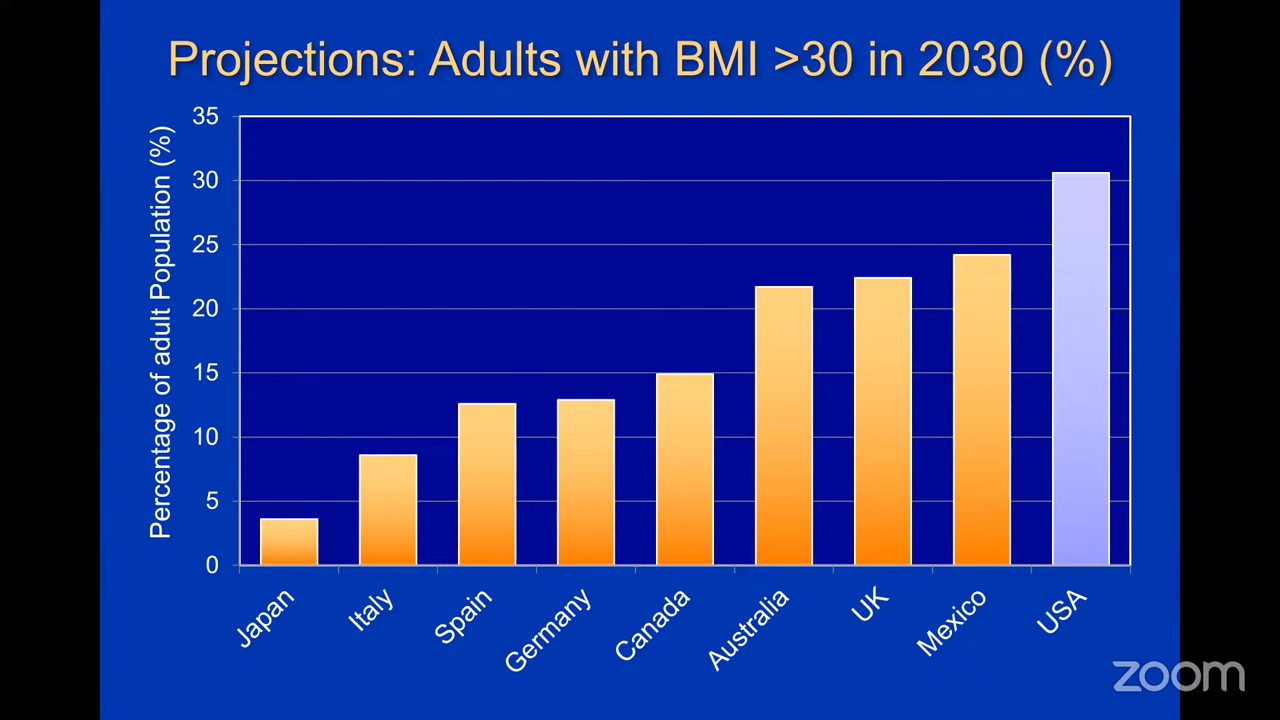 Projections: Adults with BMI >30 in 2030 (%)
Percentage of adult Population (%)
35
30
25
20
15
10
5
0
Japan
Italy
Spain
Germany
Canada
Australia
UK
Mexico
USA
zoom